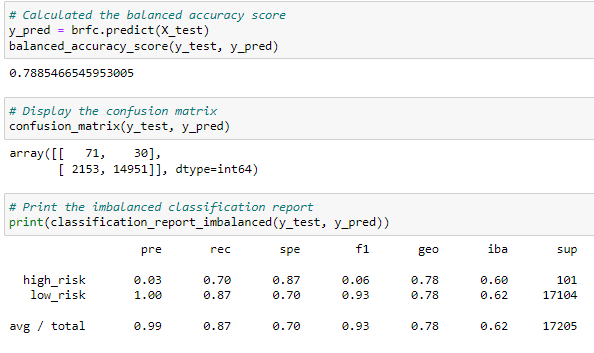 # Calculated the balanced accuracy score
y_pred = brfc.predict(X_test)
balanced_accuracy_score(y_test, y_pred)
0.7885466545953005
# Display the confusion matrix
confusion_matrix(y_test, y_pred)
array([[   71,    30],
       [ 2153, 14951]], dtype=int64)
# Print the imbalanced classification report
print(classification_report_imbalanced(y_test, y_pred))
pre rec spe f1 geo iba sup
high_risk 0.03 0.70 0.87 0.06 0.78 0.60 101
low_risk 1.00 0.87 0.70 0.93 0.78 0.62 17104
avg / total 0.99 0.87 0.70 0.93 0.78 0.62 17205